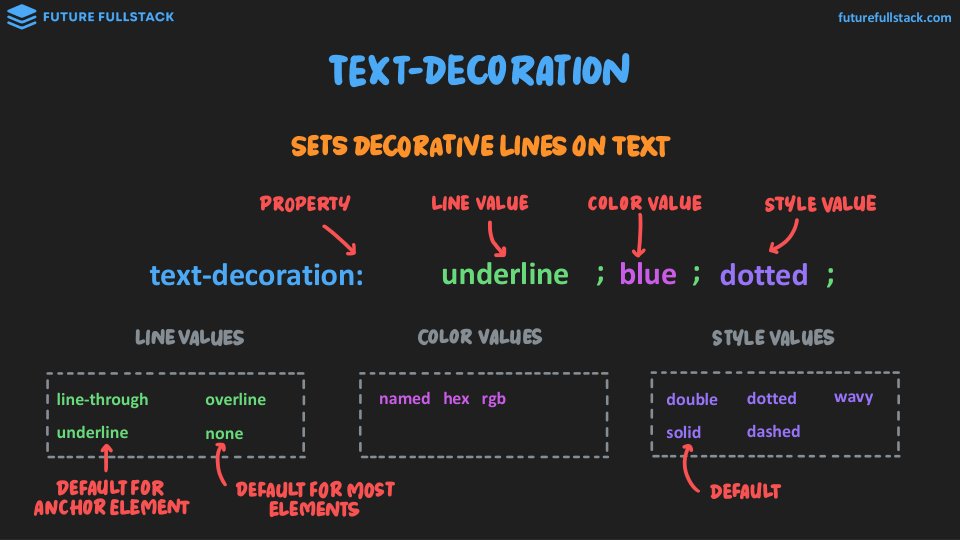 FUTURE FULLSTACK
futurefullstack.com
TEXT-DECORATION
SETS DECORATIVE LINES ON TEXT
PROPERTY LINE VALUE COLOR VALUE STYLE VALUE
text-decoration: underline ; blue ; dotted ;
LINE VALUES COLOR VALUES STYLE VALUES
line-through overline
underline none
named hex rgb
double dotted wavy
solid dashed
DEFAULT FOR
ANCHOR ELEMENT
DEFAULT FOR MOST
ELEMENTS
DEFAULT